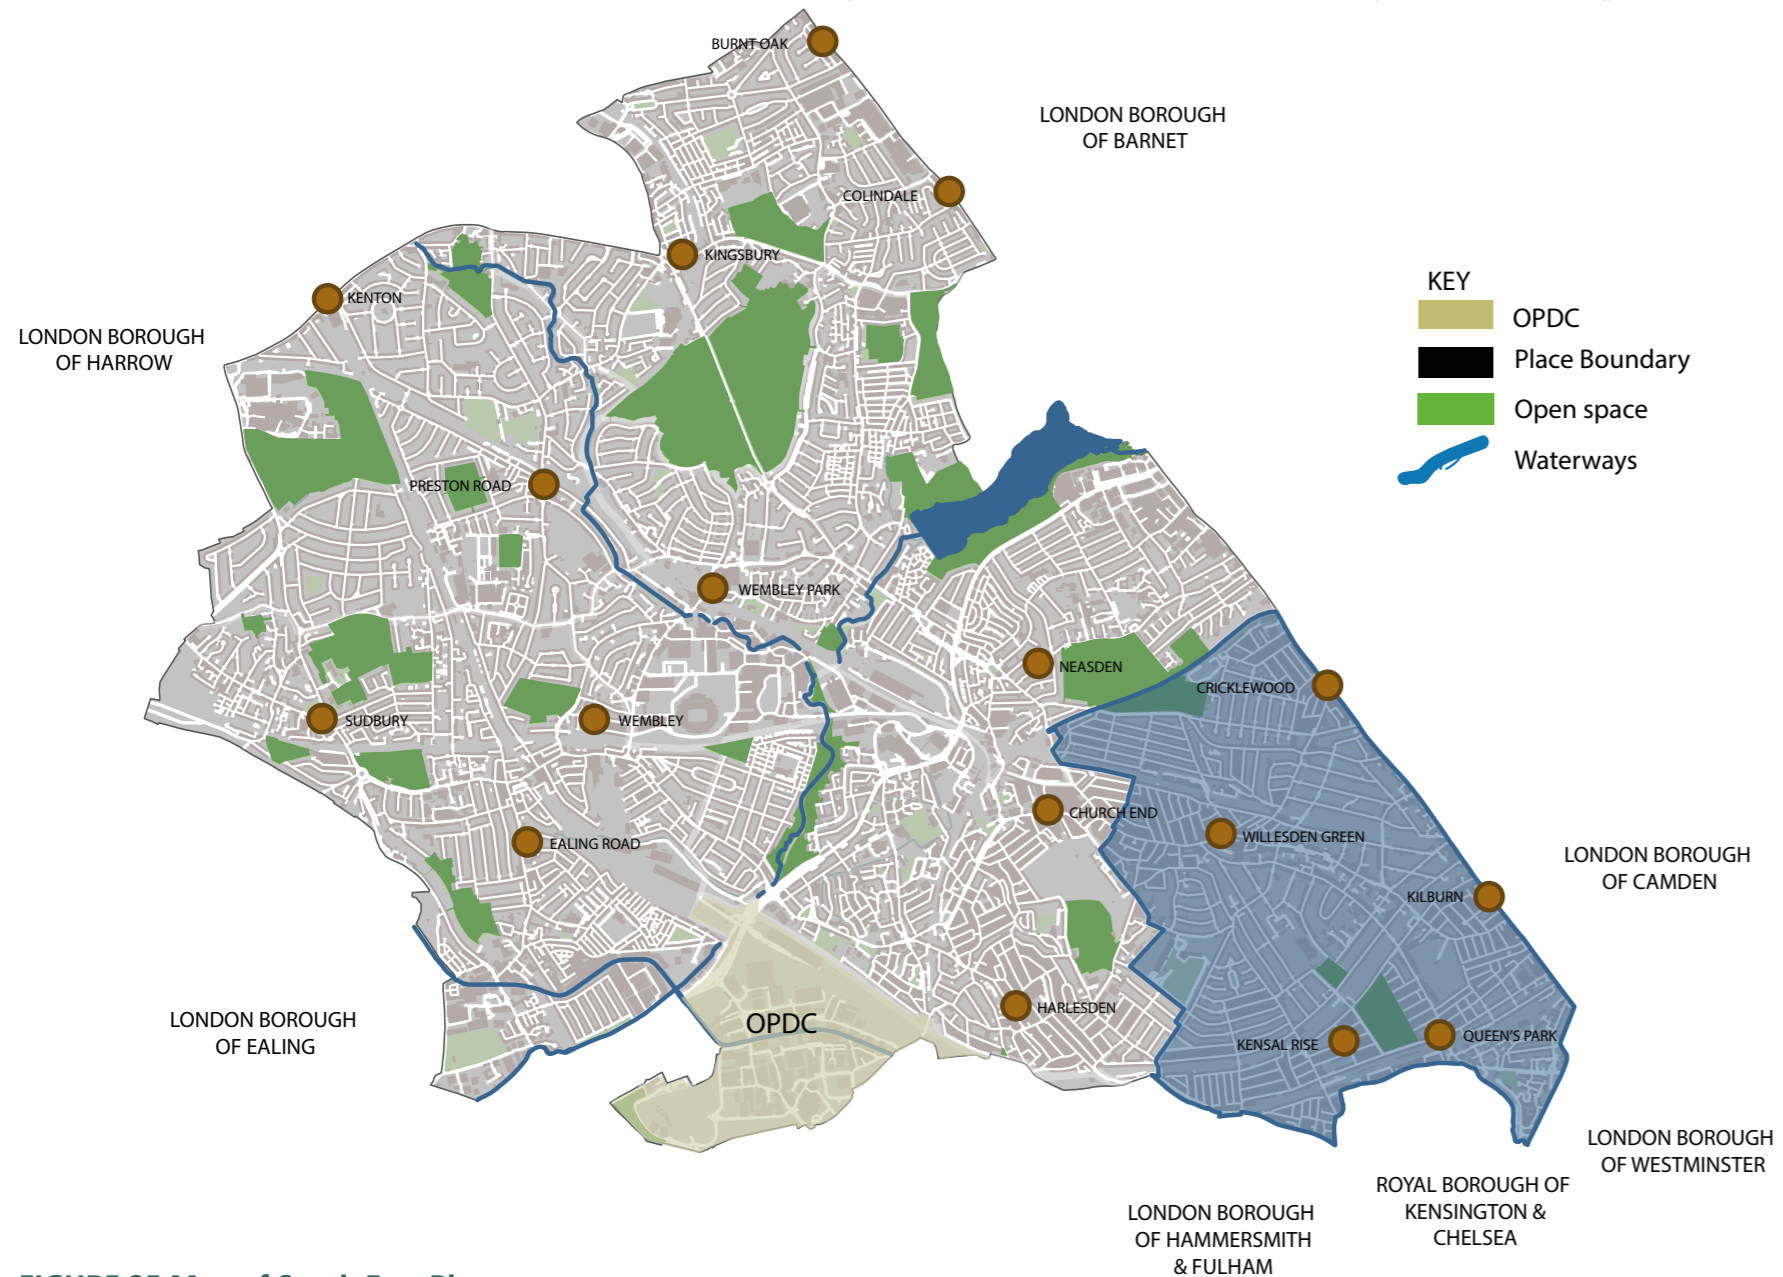 BURNT OAK
LONDON BOROUGH
OF BARNET
COLINDALE
KINGSBURY
KENTON
KEY
OPDC
Place Boundary
Open space
Waterways
LONDON BOROUGH
OF HARROW
PRESTON ROAD
WEMBLEY PARK
NEASDEN
CRICKLEWOOD
SUDBURY
WEMBLEY
CHURCH END
WILLESDEN GREEN
EALING ROAD
LONDON BOROUGH
OF CAMDEN
KILBURN
HARLESDEN
OPDC
KENSAL RISE
QUEEN'S PARK
LONDON BOROUGH
OF EALING
LONDON BOROUGH
OF WESTMINSTER
ROYAL BOROUGH OF
KENSINGTON &
CHELSEA
LONDON BOROUGH
OF HAMMERSMITH
& FULHAM